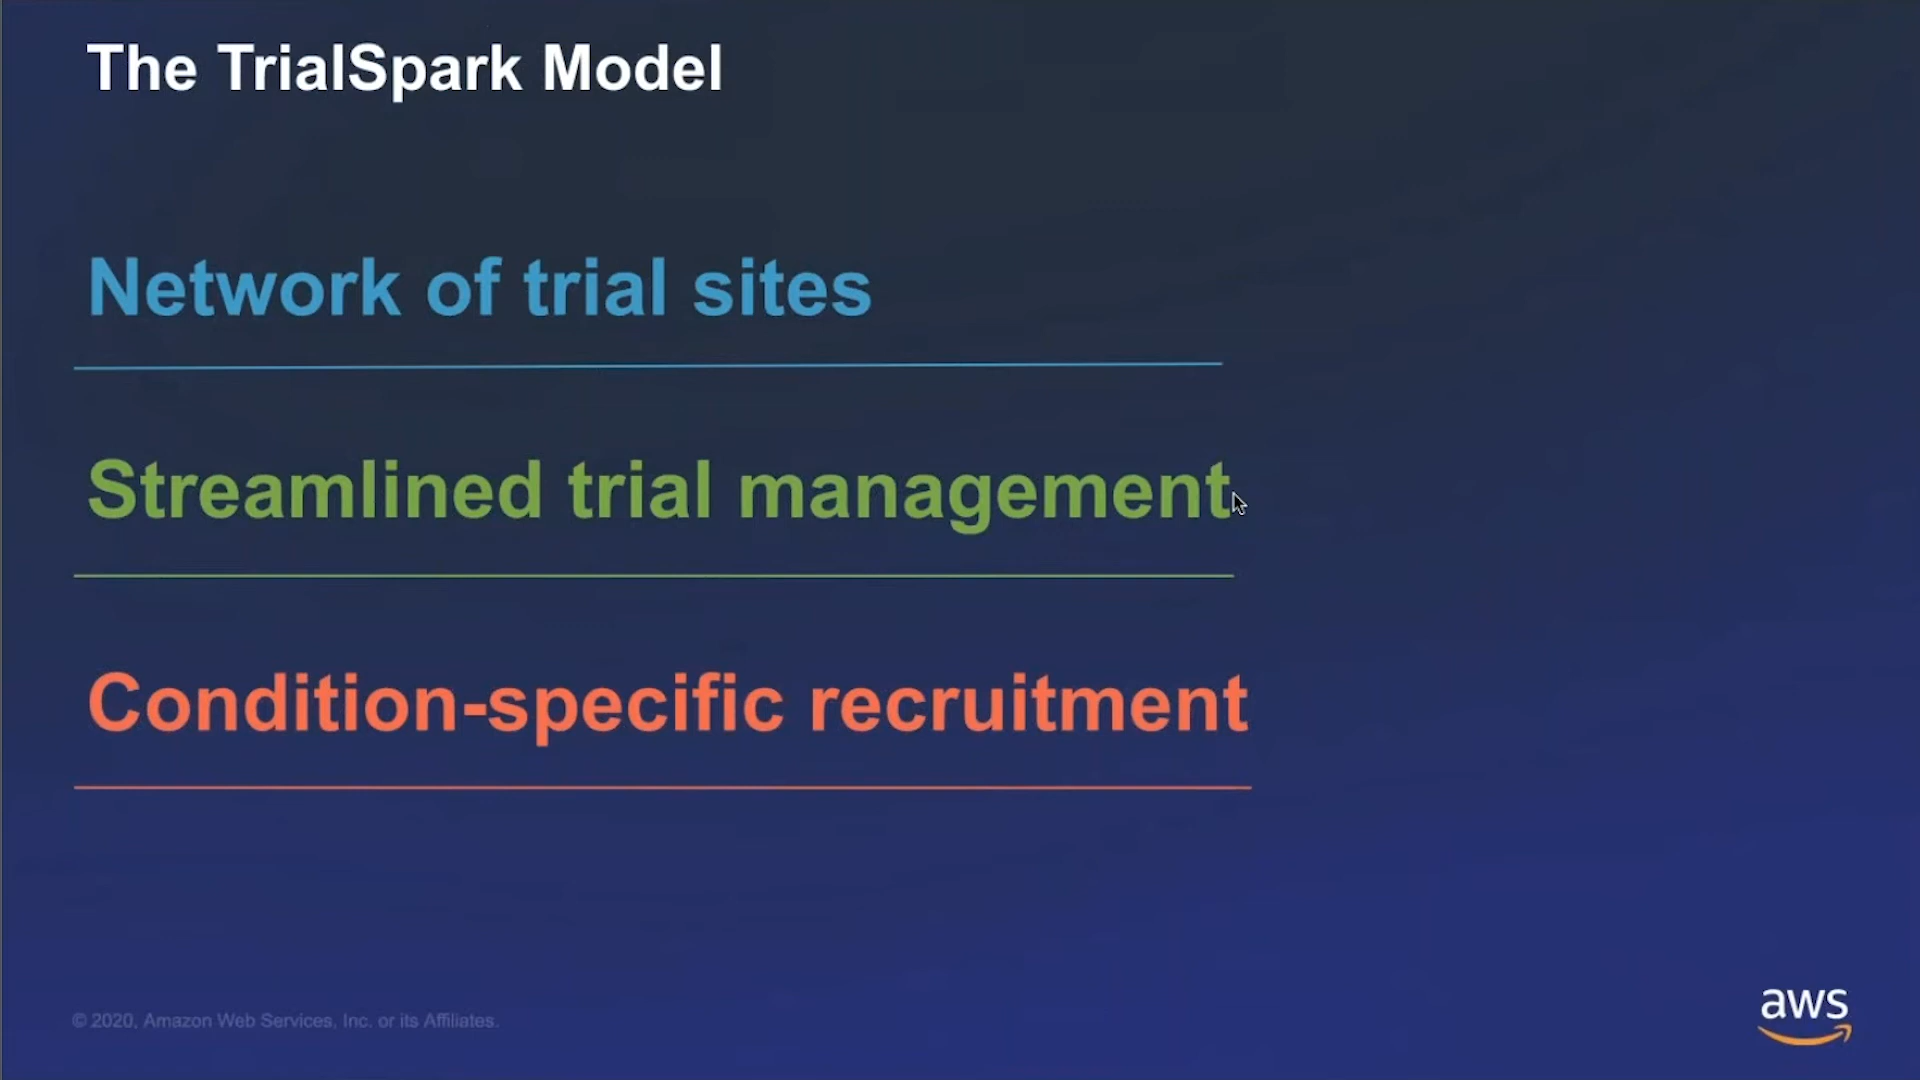 The TrialSpark Model
Network of trial sites
Streamlined trial management
Condition-specific recruitment
© 2020, Amazon Web Services, Inc. or its Affiliates.
aws